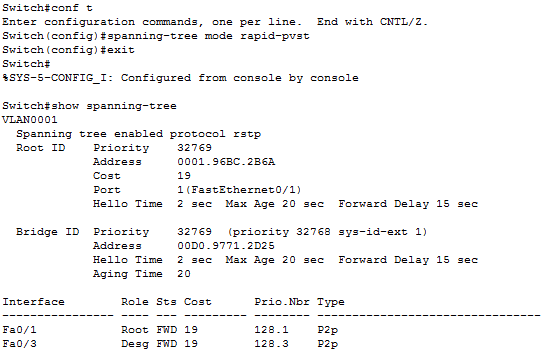 Switch#conf t
Enter configuration commands, one per line.  End with CNTL/Z.
Switch(config)#spanning-tree mode rapid-pvst
Switch(config)#exit
Switch#
%SYS-5-CONFIG_I: Configured from console by console

Switch#show spanning-tree
VLAN0001
  Spanning tree enabled protocol rstp
  Root ID    Priority    32769
             Address     0001.96BC.2B6A
             Cost        19
             Port        1(FastEthernet0/1)
             Hello Time  2 sec  Max Age 20 sec  Forward Delay 15 sec

  Bridge ID  Priority    32769  (priority 32768 sys-id-ext 1)
             Address     00D0.9771.2D25
             Hello Time  2 sec  Max Age 20 sec  Forward Delay 15 sec
             Aging Time  20

Interface        Role Sts Cost      Prio.Nbr Type
---------------- ---- --- --------- -------- --------------------------------
Fa0/1            Root FWD 19        128.1    P2p
Fa0/3            Desg FWD 19        128.3    P2p